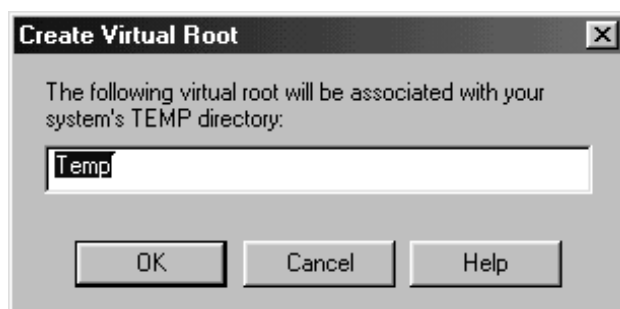 Create Virtual Root
The following virtual root will be associated with your
system's TEMP directory:
Temp
OK Cancel Help